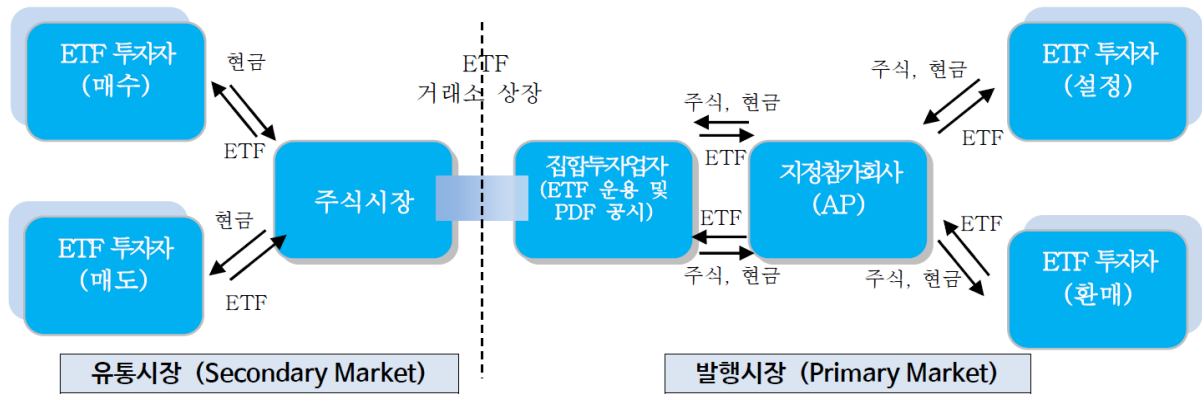 ETF 투자자
(매수)
현금
ETF
ETF 투자자
(매도)
현금
ETF
주식시장
ETF
거래소 상장
집합투자업자
(ETF 운용 및
PDF 공시)
주식, 현금
ETF
ETF
주식, 현금
지정참가회사
(AP)
주식, 현금
ETF
ETF 투자자
(설정)
ETF
주식, 현금
ETF 투자자
(환매)
유통시장 (Secondary Market)
발행시장 (Primary Market)